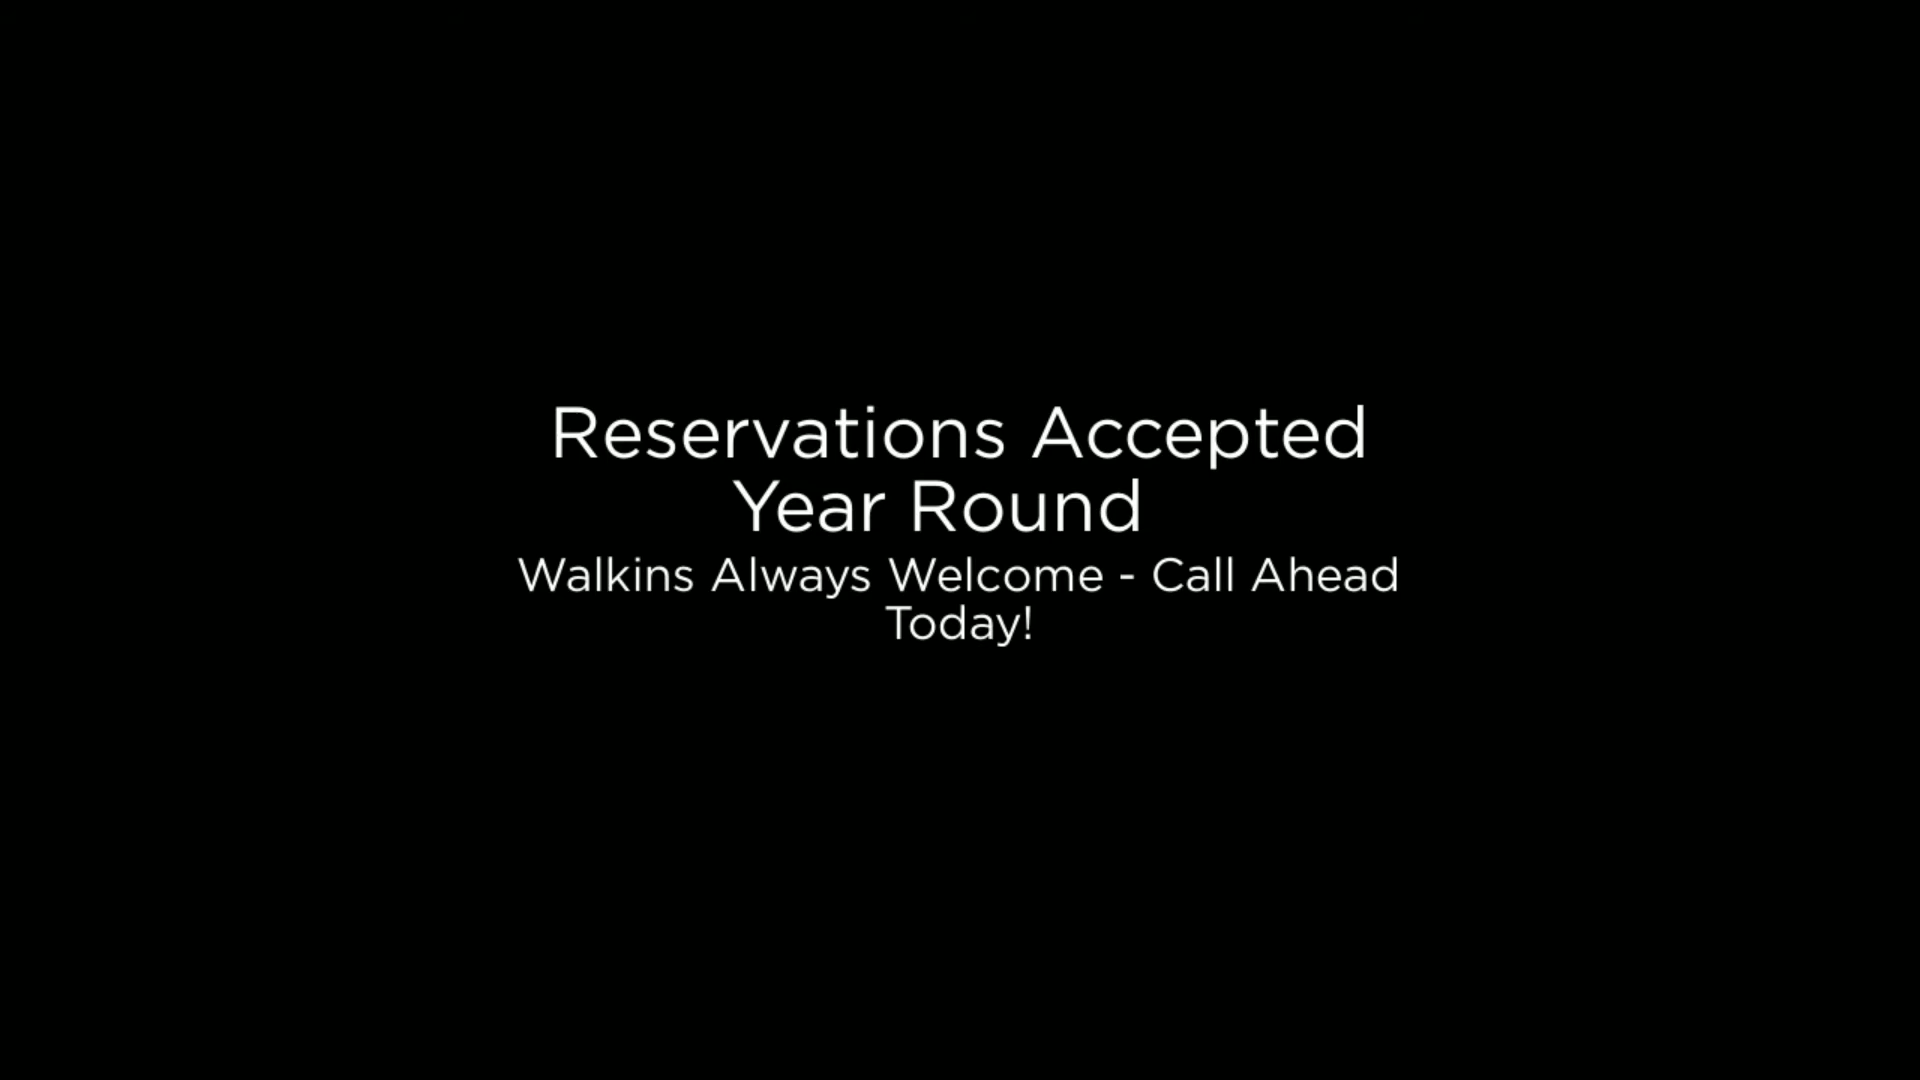 Reservations Accepted
Year Round
Walkins Always Welcome - Call Ahead
Today!